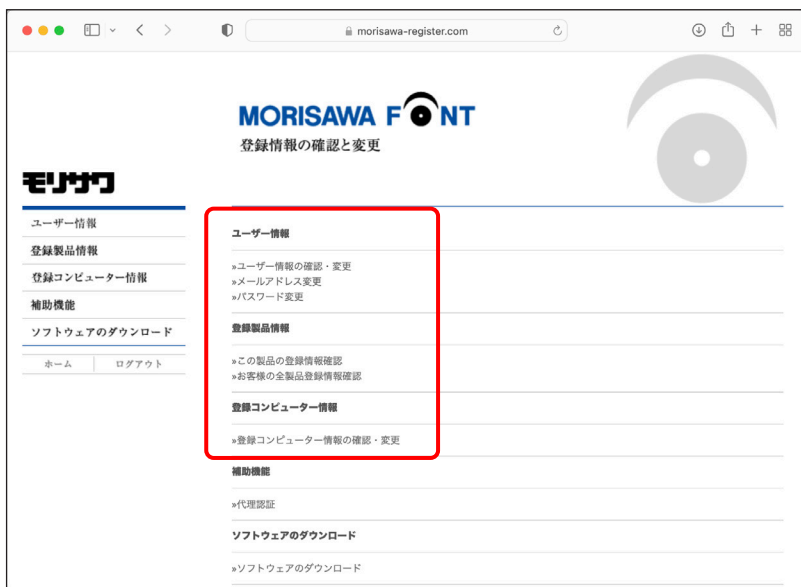 morisawa-register.com
MORISAWA FONT
登録情報の確認と変更
モリサワ
ユーザー情報
登録製品情報
登録コンピューター情報
補助機能
ソフトウェアのダウンロード
ホーム
ログアウト
ユーザー情報
»ユーザー情報の確認・変更
»メールアドレス変更
»パスワード変更
登録製品情報
»この製品の登録情報確認
»お客様の全製品登録情報確認
登録コンピューター情報
»登録コンピューター情報の確認・変更
補助機能
»代理認証
ソフトウェアのダウンロード
»ソフトウェアのダウンロード